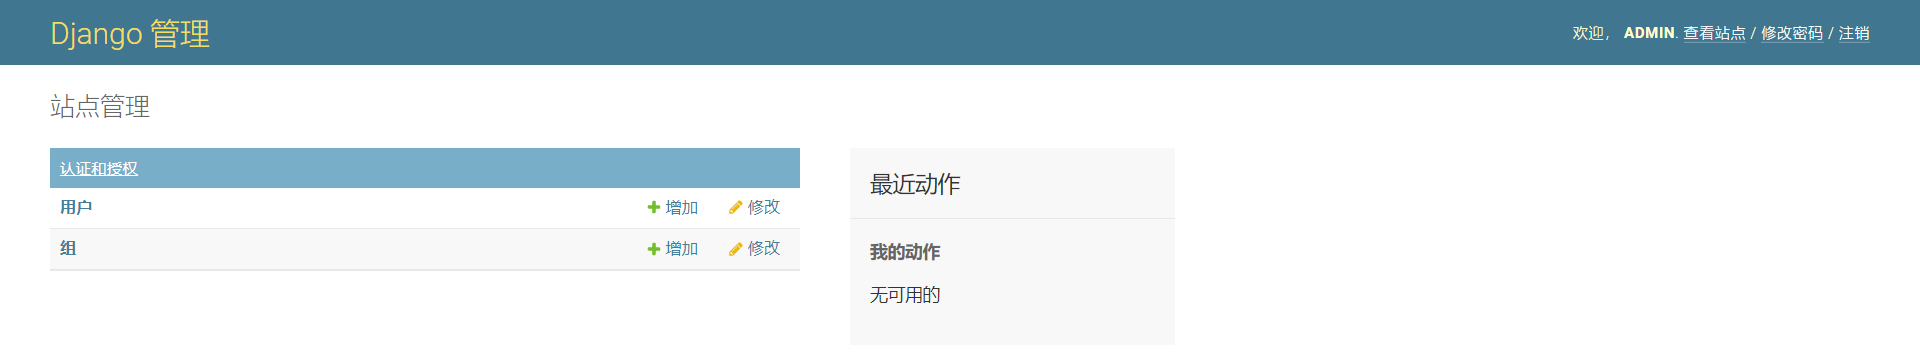 Django 管理
欢迎， ADMIN. 查看站点 / 修改密码 / 注销
站点管理
认证和授权
用户 增加 修改
组 增加 修改
最近动作
我的动作
无可用的